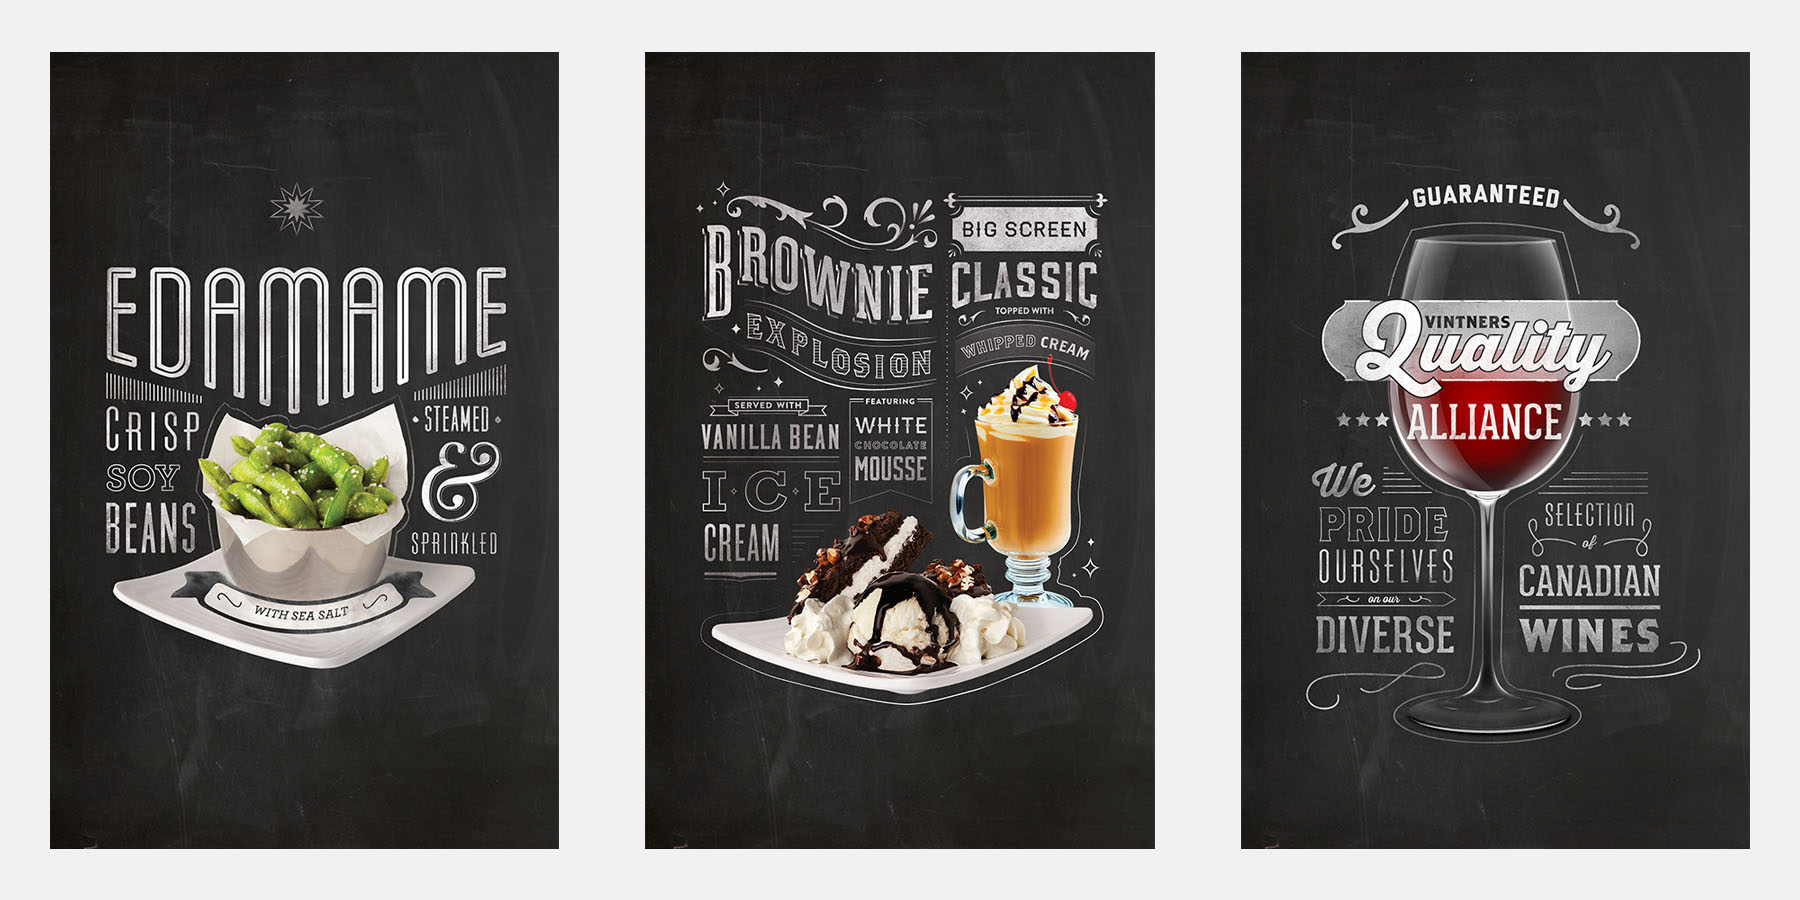 EDAMAME
CRISP
SOY
BEANS
STEAMED
&
SPRINKLED
WITH SEA SALT
BROWNIE
EXPLOSION
SERVED WITH
VANILLA BEAN
ICE
CREAM
FEATURING
WHITE
CHOCOLATE
MOUSSE
BIG SCREEN
CLASSIC
TOPPED WITH
WHIPPED CREAM
GUARANTEED
VINTNERS
Quality
ALLIANCE
We
PRIDE
OURSELVES
on our
DIVERSE
SELECTION
of
CANADIAN
WINES